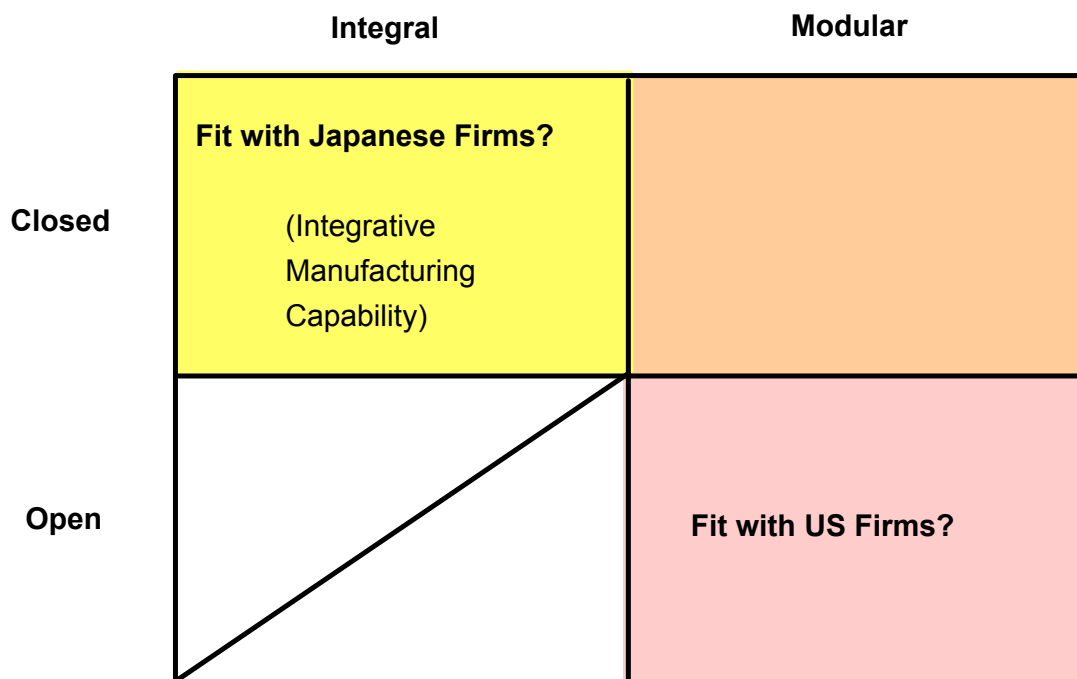 Integral
Modular
Fit with Japanese Firms?
Closed
(Integrative
Manufacturing
Capability)
Open
Fit with US Firms?